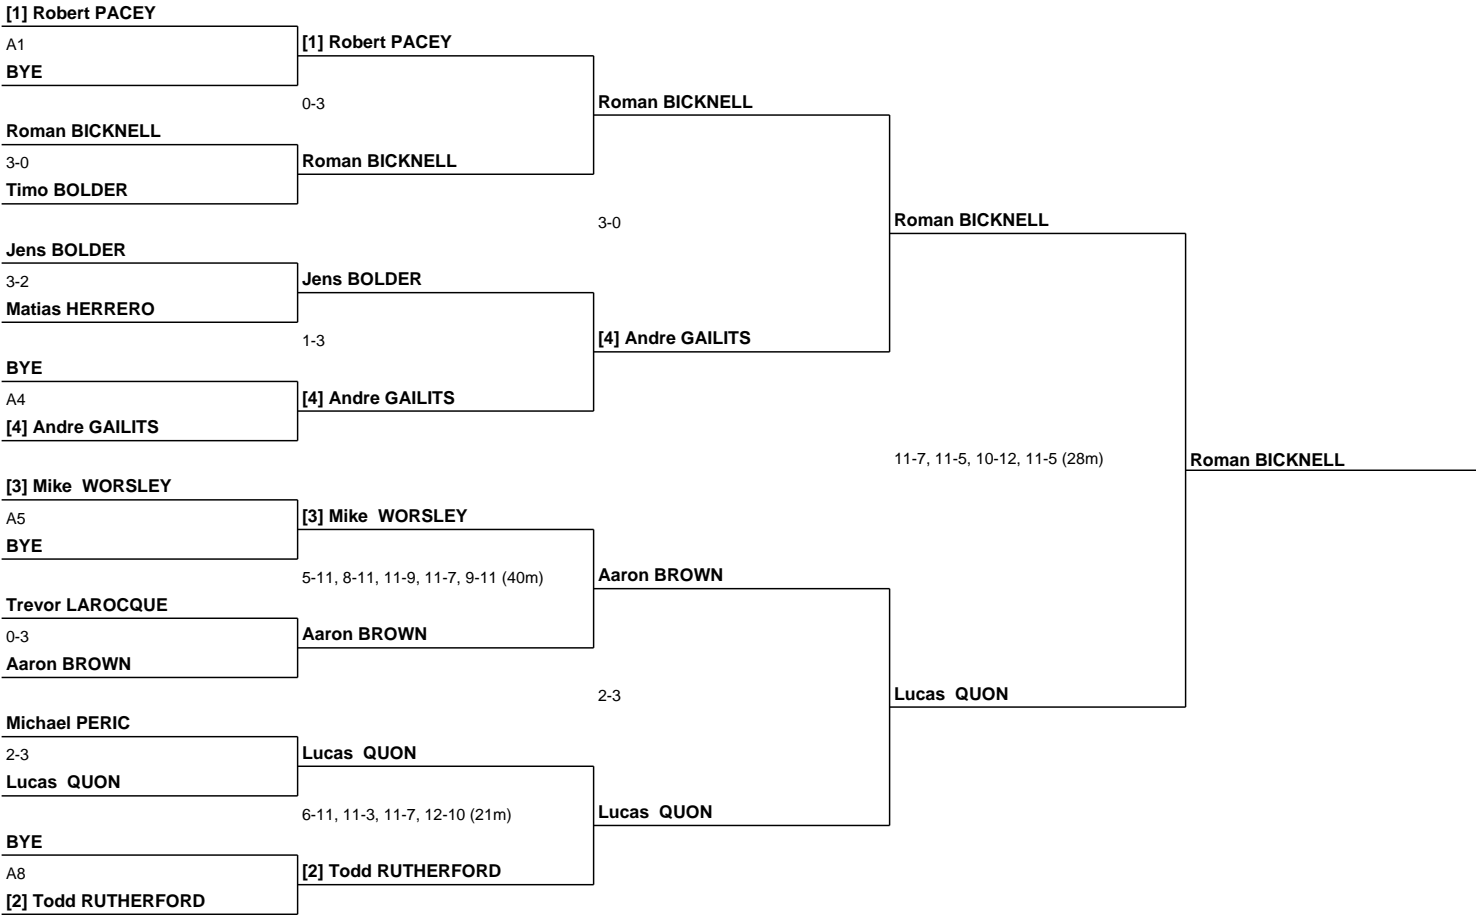 [1] Robert PACEY
A1
BYE
[1] Robert PACEY
0-3
Roman BICKNELL
Roman BICKNELL
3-0
Timo BOLDER
Roman BICKNELL
3-0
Roman BICKNELL
Jens BOLDER
3-2
Matias HERRERO
Jens BOLDER
1-3
[4] Andre GAILITS
BYE
A4
[4] Andre GAILITS
[4] Andre GAILITS
11-7, 11-5, 10-12, 11-5 (28m)
Roman BICKNELL
[3] Mike  WORSLEY
A5
BYE
[3] Mike  WORSLEY
5-11, 8-11, 11-9, 11-7, 9-11 (40m)
Aaron BROWN
Trevor LAROCQUE
0-3
Aaron BROWN
Aaron BROWN
2-3
Lucas  QUON
Michael PERIC
2-3
Lucas  QUON
Lucas  QUON
6-11, 11-3, 11-7, 12-10 (21m)
Lucas  QUON
BYE
A8
[2] Todd RUTHERFORD
[2] Todd RUTHERFORD